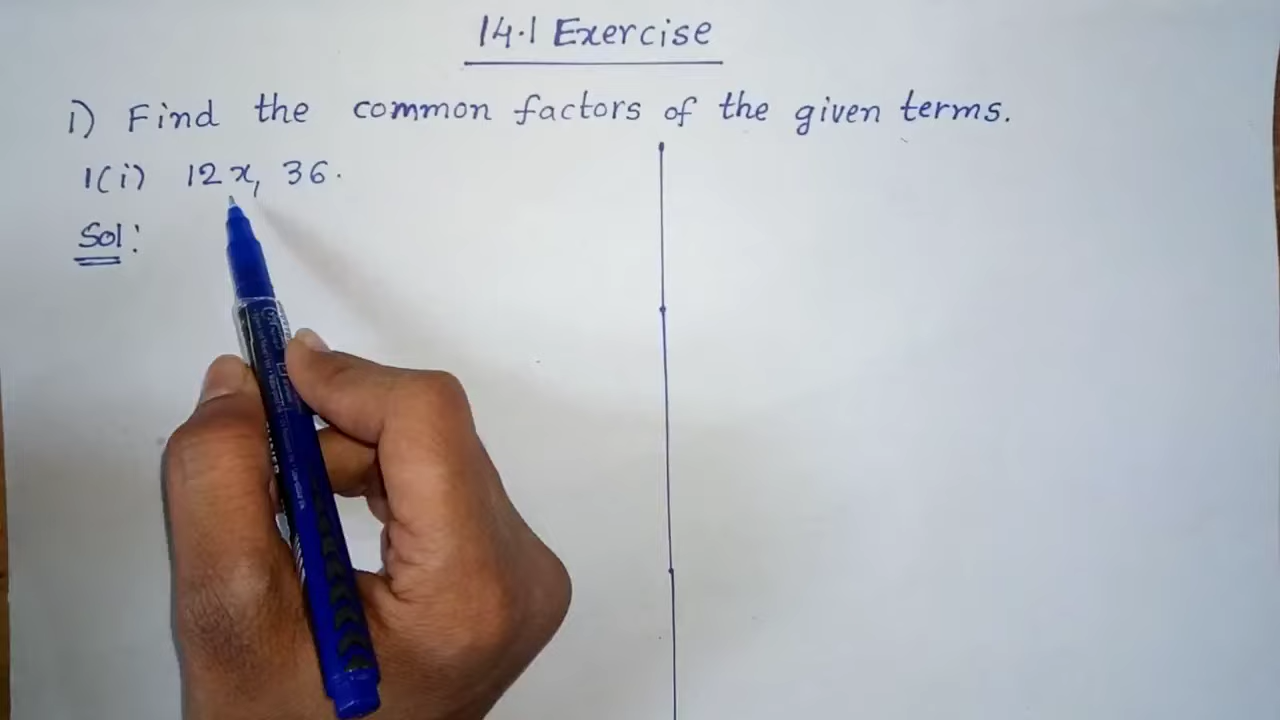 14.1 Exercise
1) Find the common factors of the given terms.
1(i) 12x, 36.
Sol: